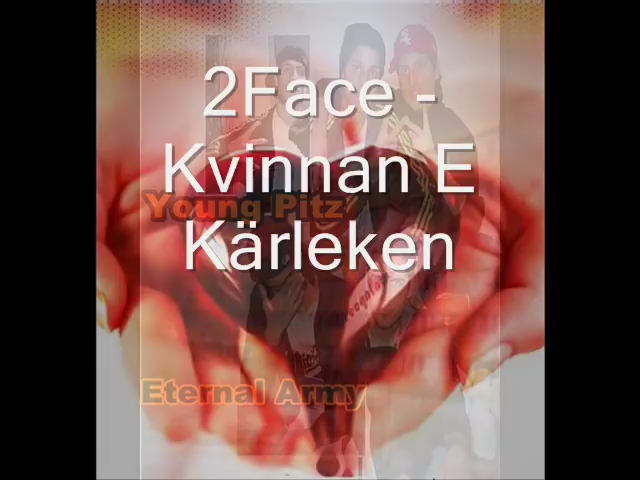 2Face -
Kvinnan E
Young Pitz
Kärleken
Eternal Army